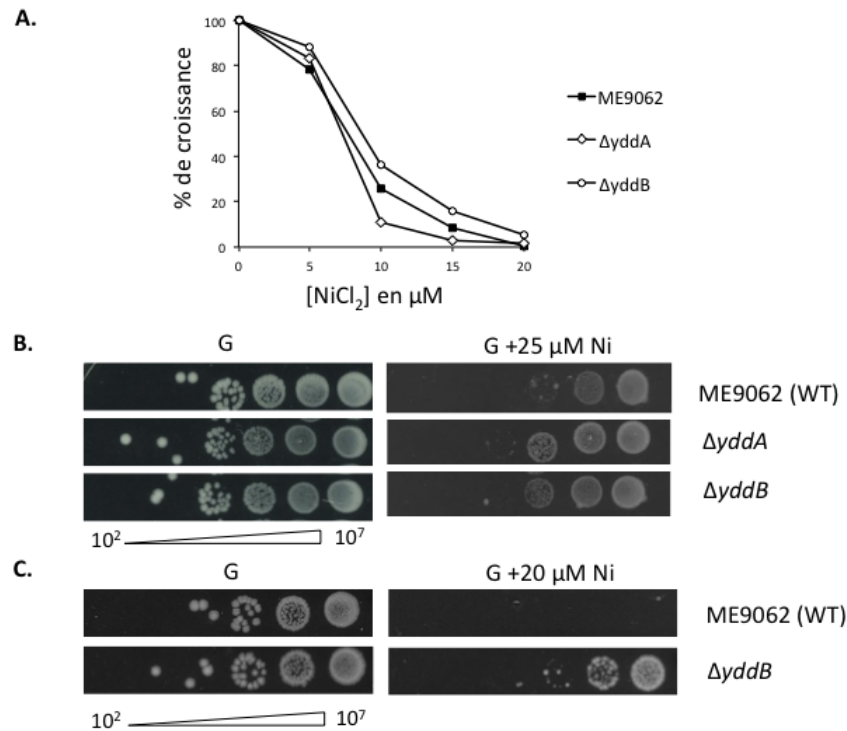 A.
% de croissance
100
80
60
40
20
0
0 5 10 15 20
[NiCl₂] en μM
ME9062
ΔyddA
ΔyddB
B.
G G +25 μM Ni
ME9062 (WT)
ΔyddA
ΔyddB
10² 10⁷
C.
G G +20 μM Ni
ME9062 (WT)
ΔyddB
10² 10⁷